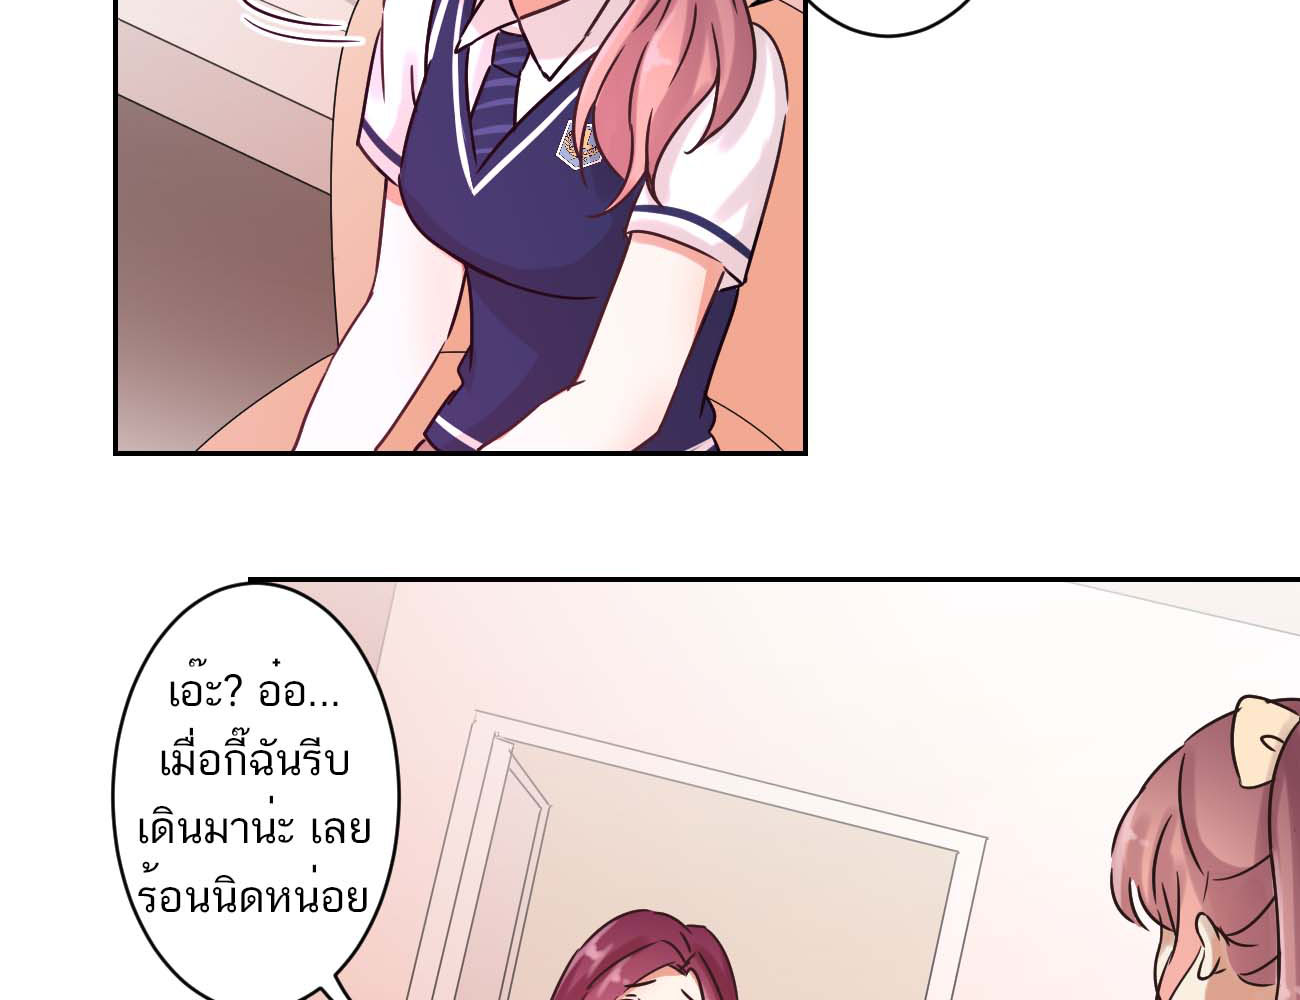 เอ๊ะ? อ๋อ...
เมื่อกี๊ฉันรีบ
เดินมาน่ะ เลย
ร้อนนิดหน่อย